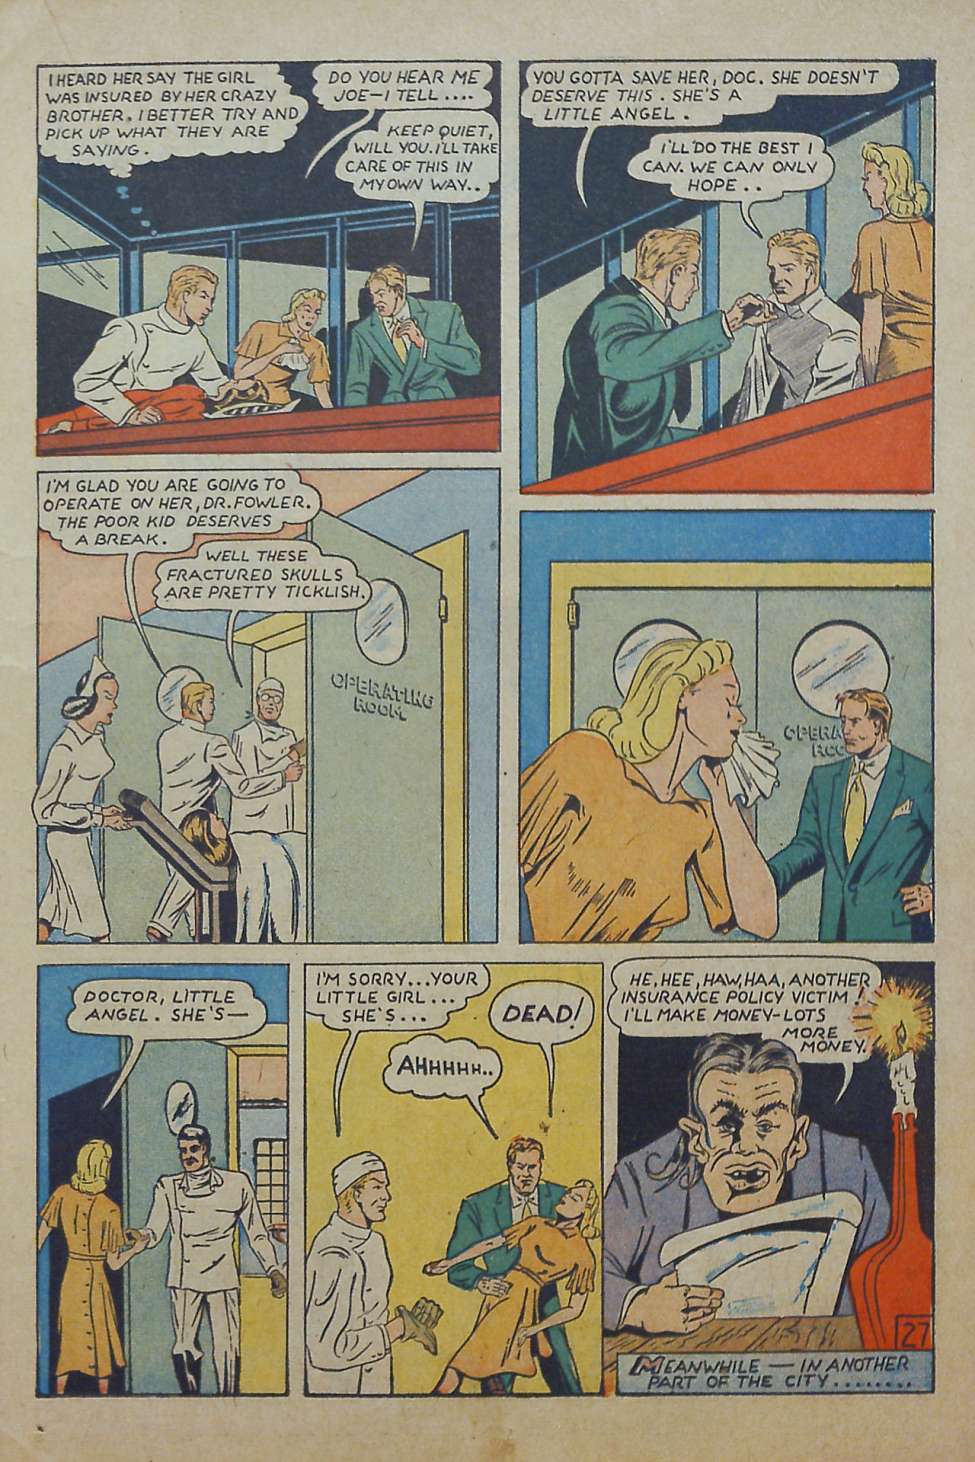 I HEARD HER SAY THE GIRL
WAS INSURED BY HER CRAZY
BROTHER. I BETTER TRY AND
PICK UP WHAT THEY ARE
SAYING.
DO YOU HEAR ME
JOE—I TELL ....
KEEP QUIET,
WILL YOU. I'LL TAKE
CARE OF THIS IN
MY OWN WAY..
YOU GOTTA SAVE HER, DOC. SHE DOESN'T
DESERVE THIS. SHE'S A
LITTLE ANGEL.
I'LL DO THE BEST I
CAN. WE CAN ONLY
HOPE..
I'M GLAD YOU ARE GOING TO
OPERATE ON HER, DR. FOWLER.
THE POOR KID DESERVES
A BREAK.
WELL THESE
FRACTURED SKULLS
ARE PRETTY TICKLISH.
OPERATING
ROOM
OPERA
ROO
DOCTOR, LITTLE
ANGEL. SHE'S—
I'M SORRY...YOUR
LITTLE GIRL...
SHE'S...
DEAD!
AHHHHH..
HE, HEE, HAW, HAA, ANOTHER
INSURANCE POLICY VICTIM!
I'LL MAKE MONEY-LOTS
MORE
MONEY.
27
MEANWHILE — IN ANOTHER
PART OF THE CITY........